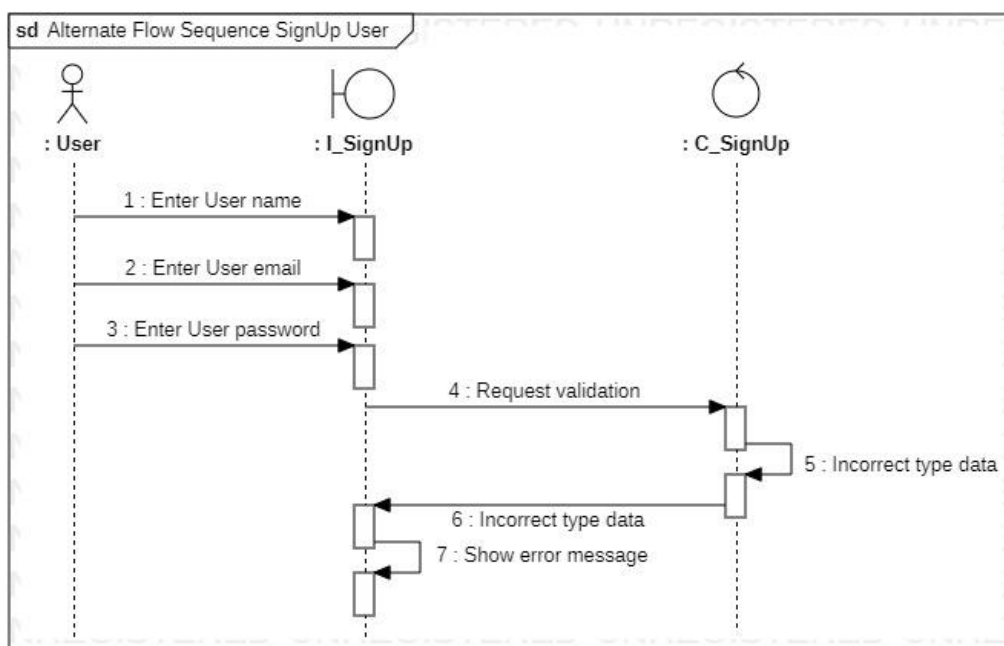 sd Alternate Flow Sequence SignUp User
: User
: I_SignUp
: C_SignUp
1 : Enter User name
2 : Enter User email
3 : Enter User password
4 : Request validation
5 : Incorrect type data
6 : Incorrect type data
7 : Show error message